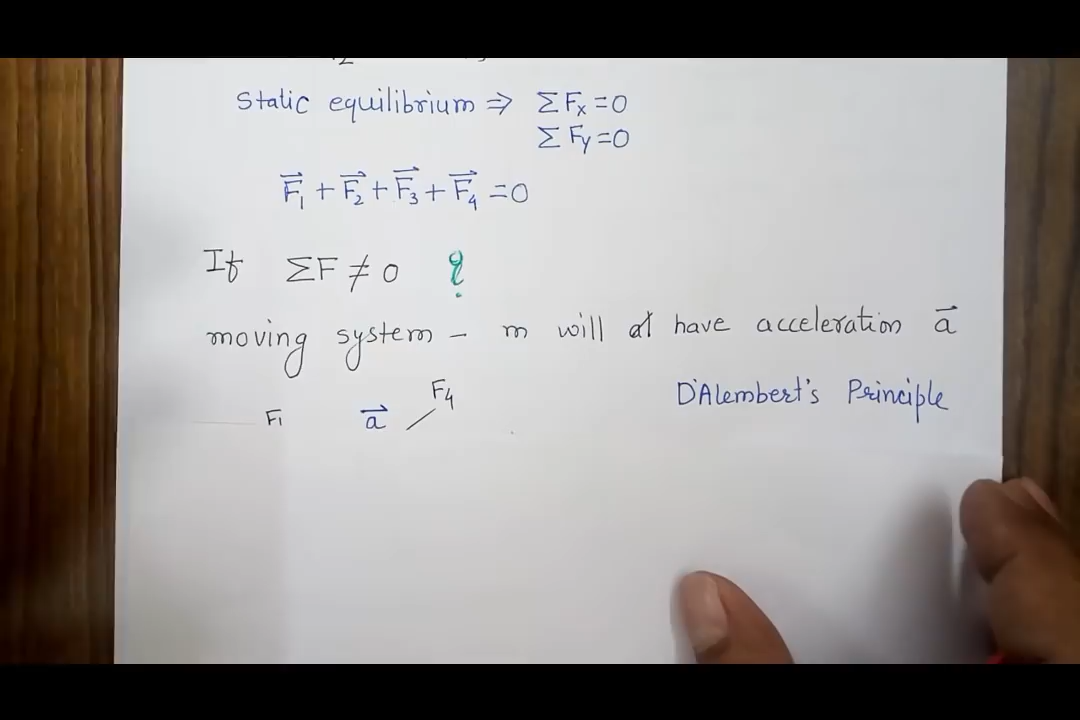 Static equilibrium ⇒ ΣFx=0
ΣFy=0
F⃗1 + F⃗2 + F⃗3 + F⃗4 = 0
If ΣF ≠ 0 ?
moving system - m will have acceleration a⃗
D'Alembert's Principle
F1 a⃗ F4